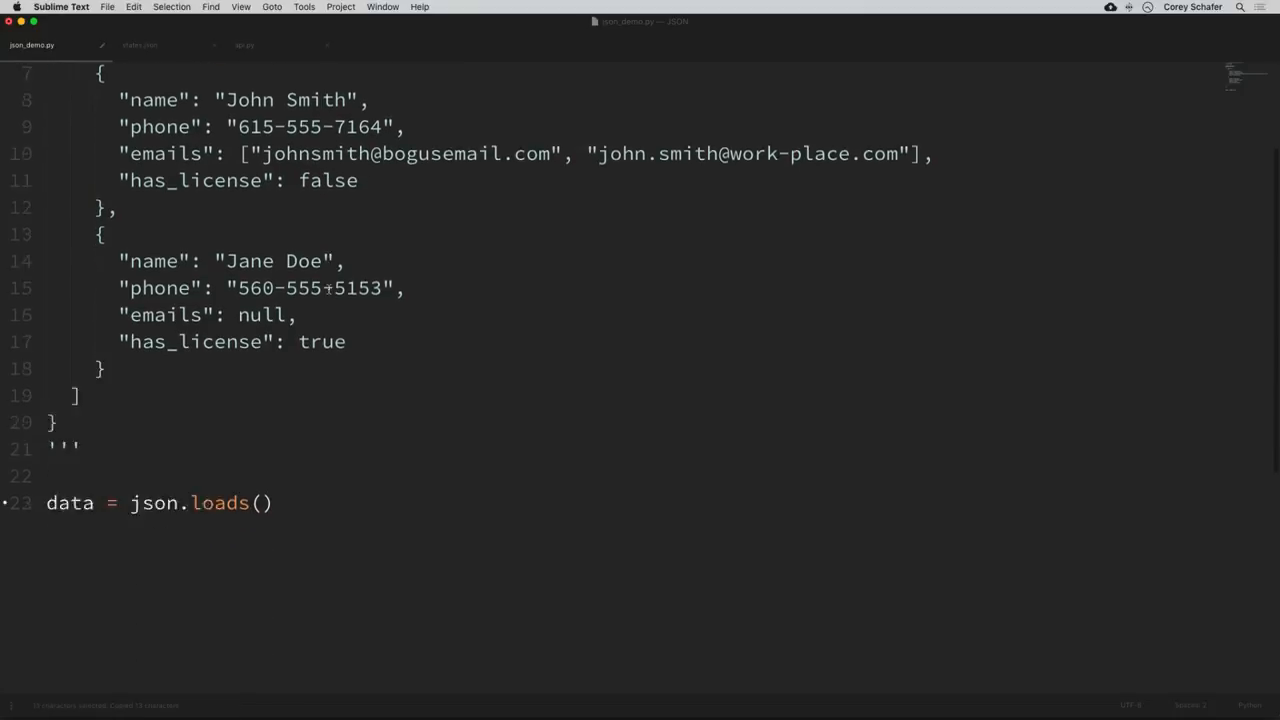 Sublime Text File Edit Selection Find View Goto Tools Project Window Help Corey Schafer
json_demo.py — JSON
json_demo.py states.json api.py
7 {
8 "name": "John Smith",
9 "phone": "615-555-7164",
10 "emails": ["johnsmith@bogusemail.com", "john.smith@work-place.com"],
11 "has_license": false
12 },
13 {
14 "name": "Jane Doe",
15 "phone": "560-555-5153",
16 "emails": null,
17 "has_license": true
18 }
19 ]
20 }
21 '''
22
23 data = json.loads()
characters selected, Copied characters UTF-8 Spaces: 2 Python